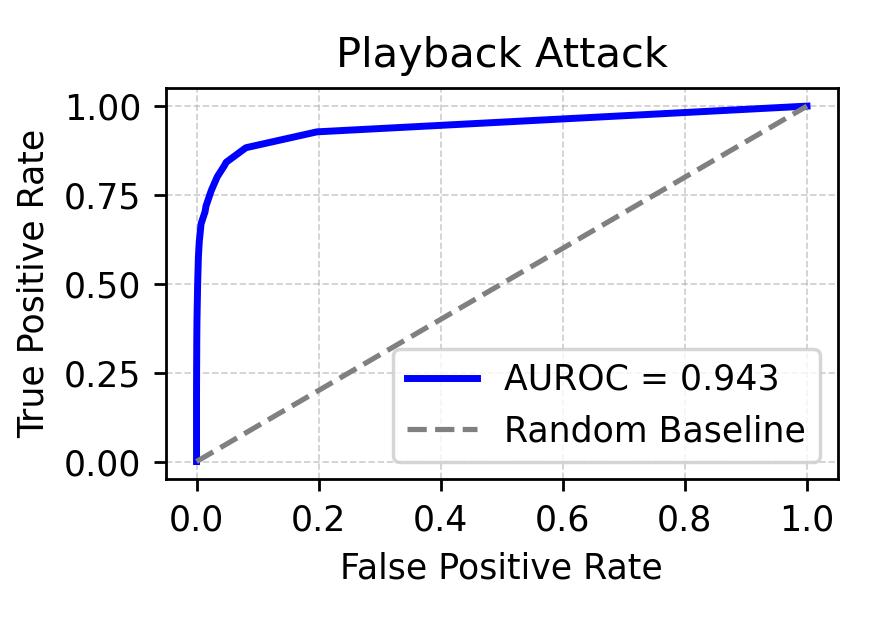 Playback Attack
True Positive Rate
1.00
0.75
0.50
0.25
0.00
AUROC = 0.943
Random Baseline
0.0 0.2 0.4 0.6 0.8 1.0
False Positive Rate